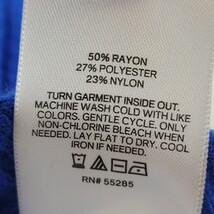 50% RAYON
27% POLYESTER
23% NYLON
TURN GARMENT INSIDE OUT.
MACHINE WASH COLD WITH LIKE
COLORS. GENTLE CYCLE. ONLY
NON-CHLORINE BLEACH WHEN
NEEDED. LAY FLAT TO DRY. COOL
IRON IF NEEDED.
RN# 55285